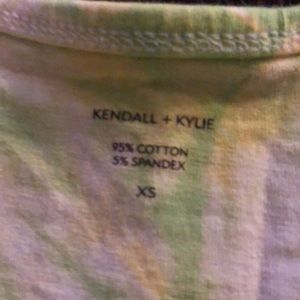 KENDALL + KYLIE
95% COTTON
5% SPANDEX
XS